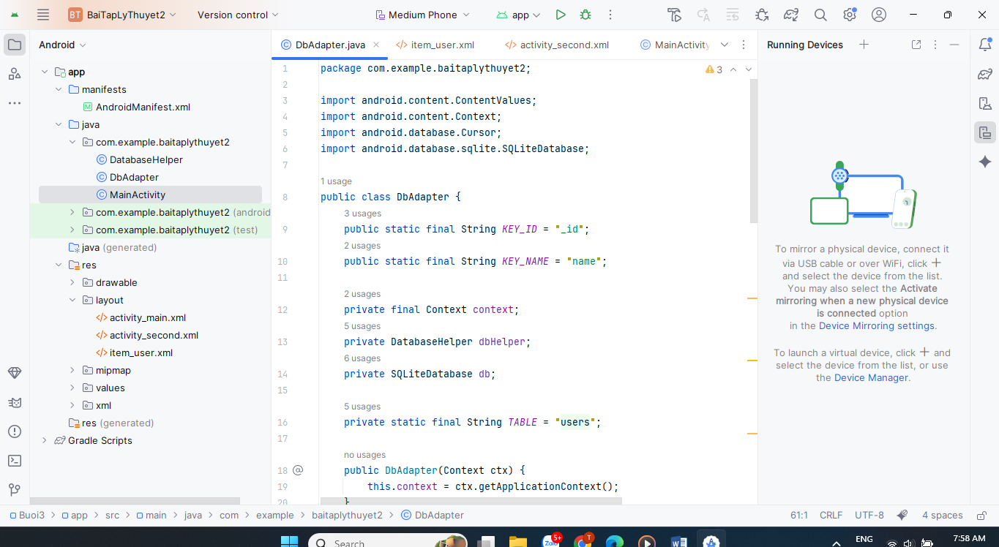 BT BaiTapLyThuyet2 Version control Medium Phone app
Android
app
manifests
M AndroidManifest.xml
java
com.example.baitaplythuyet2
C DatabaseHelper
C DbAdapter
C MainActivity
com.example.baitaplythuyet2 (android
com.example.baitaplythuyet2 (test)
java (generated)
res
drawable
layout
</> activity_main.xml
</> activity_second.xml
</> item_user.xml
mipmap
values
xml
res (generated)
Gradle Scripts
C DbAdapter.java × </> item_user.xml </> activity_second.xml C MainActivity
3
1 package com.example.baitaplythuyet2;
2
3 import android.content.ContentValues;
4 import android.content.Context;
5 import android.database.Cursor;
6 import android.database.sqlite.SQLiteDatabase;
7
1 usage
8 public class DbAdapter {
3 usages
9 public static final String KEY_ID = "_id";
2 usages
10 public static final String KEY_NAME = "name";
11
2 usages
12 private final Context context;
5 usages
13 private DatabaseHelper dbHelper;
6 usages
14 private SQLiteDatabase db;
15
5 usages
16 private static final String TABLE = "users";
17
no usages
18 @ public DbAdapter(Context ctx) {
19 this.context = ctx.getApplicationContext();
20 }
Running Devices
To mirror a physical device, connect it
via USB cable or over WiFi, click +
and select the device from the list.
You may also select the Activate
mirroring when a new physical device
is connected option
in the Device Mirroring settings.
To launch a virtual device, click + and
select the device from the list, or use
the Device Manager.
Buoi3 > app > src > main > java > com > example > baitaplythuyet2 > C DbAdapter
61:1 CRLF UTF-8 4 spaces
Search
Zalo 5+ T W ENG 7:58 AM